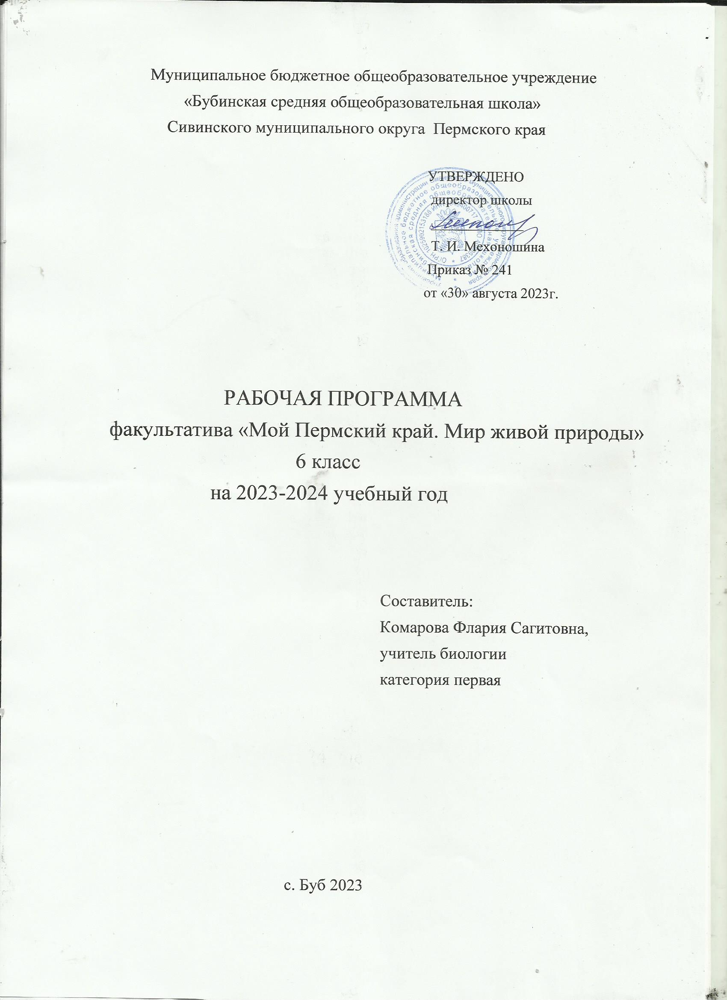 Муниципальное бюджетное общеобразовательное учреждение
«Бубинская средняя общеобразовательная школа»
Сивинского муниципального округа Пермского края
УТВЕРЖДЕНО
директор школы
Т. И. Мехоношина
Приказ № 241
от «30» августа 2023г.
РАБОЧАЯ ПРОГРАММА
факультатива «Мой Пермский край. Мир живой природы»
6 класс
на 2023-2024 учебный год
Составитель:
Комарова Флария Сагитовна,
учитель биологии
категория первая
с. Буб 2023